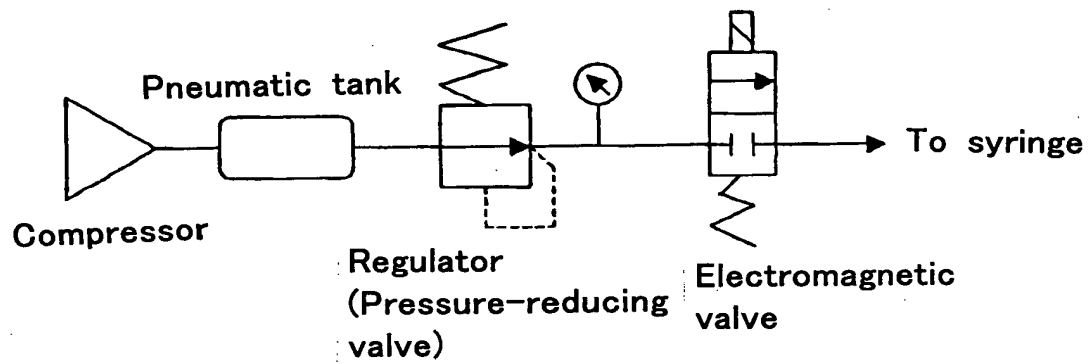 Pneumatic tank
To syringe
Compressor
Regulator
(Pressure-reducing
valve)
Electromagnetic
valve